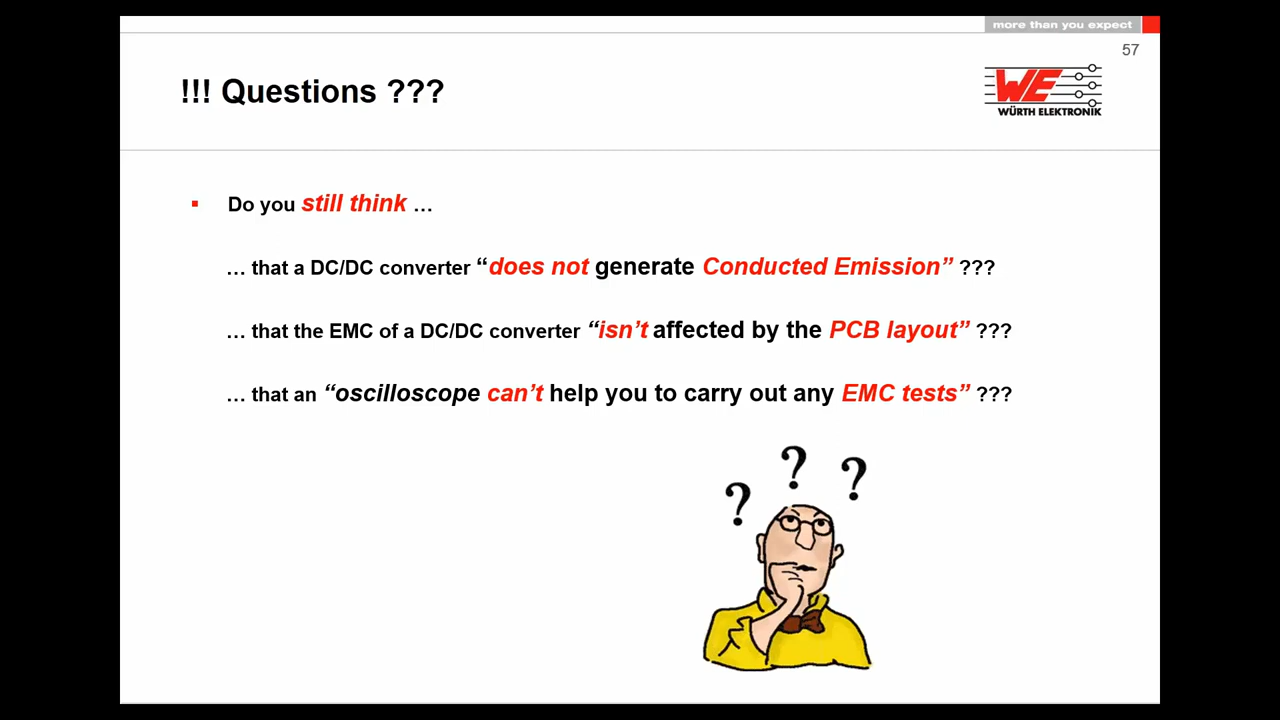 more than you expect
57
!!! Questions ???
WE
WÜRTH ELEKTRONIK
▪ Do you still think …
… that a DC/DC converter “does not generate Conducted Emission” ???
… that the EMC of a DC/DC converter “isn’t affected by the PCB layout” ???
… that an “oscilloscope can’t help you to carry out any EMC tests” ???
? ? ?